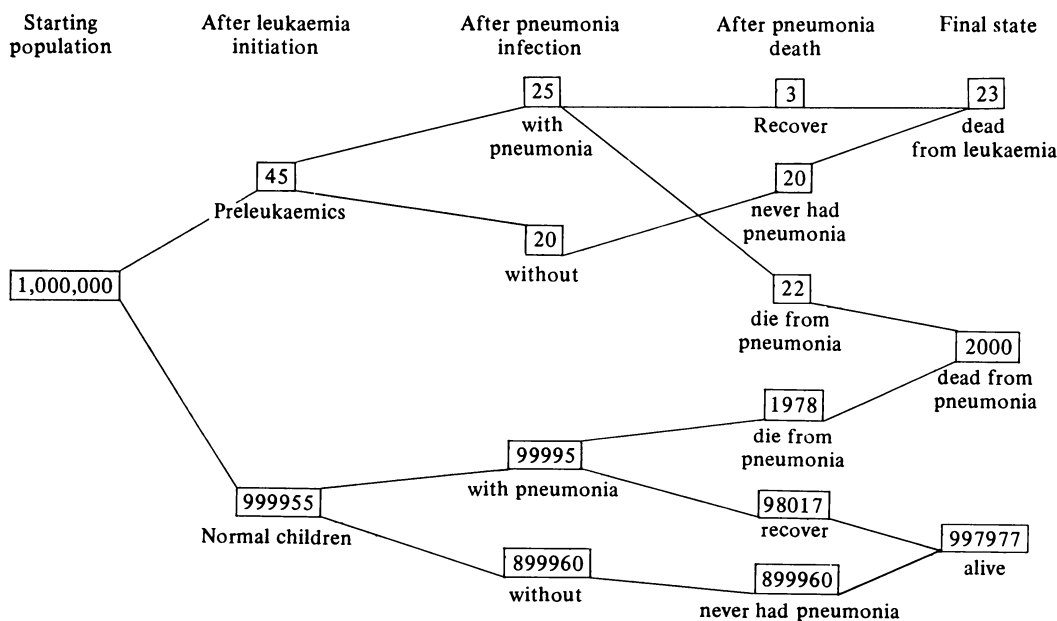 Starting
population
After leukaemia
initiation
After pneumonia
infection
After pneumonia
death
Final state
25
with
pneumonia
3
Recover
23
dead
from leukaemia
45
Preleukaemics
20
never had
pneumonia
20
without
1,000,000
22
die from
pneumonia
2000
dead from
pneumonia
1978
die from
pneumonia
99995
with pneumonia
999955
Normal children
98017
recover
997977
alive
899960
without
899960
never had pneumonia